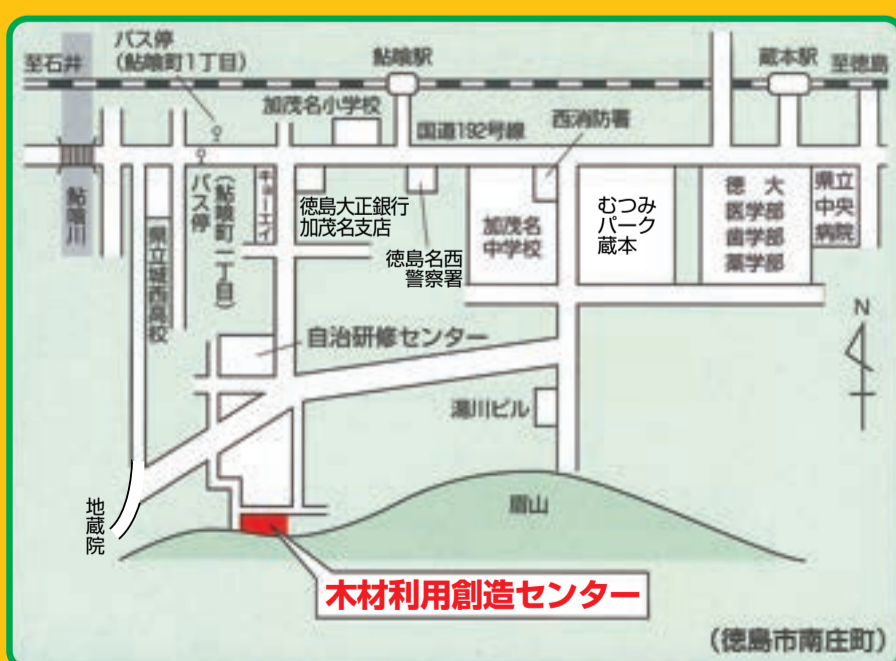 至石井
バス停
（鮎喰町1丁目）
鮎喰駅
蔵本駅
至徳島
加茂名小学校
国道192号線
西消防署
鮎喰川
県立城西高校
バス停
（鮎喰町一丁目）
キョーエイ
徳島大正銀行
加茂名支店
徳島名西
警察署
加茂名
中学校
むつみ
パーク
蔵本
徳大
医学部
歯学部
薬学部
県立
中央
病院
N
自治研修センター
湯川ビル
地蔵院
眉山
木材利用創造センター
（徳島市南庄町）